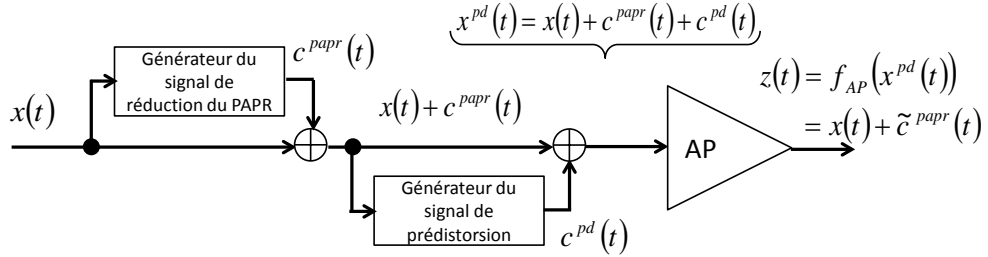 x^{pd}(t) = x(t) + c^{papr}(t) + c^{pd}(t)
Générateur du
signal de
réduction du PAPR
c^{papr}(t)
x(t)
x(t) + c^{papr}(t)
z(t) = f_{AP}(x^{pd}(t))
= x(t) + \tilde{c}^{papr}(t)
AP
Générateur du
signal de
prédistorsion
c^{pd}(t)